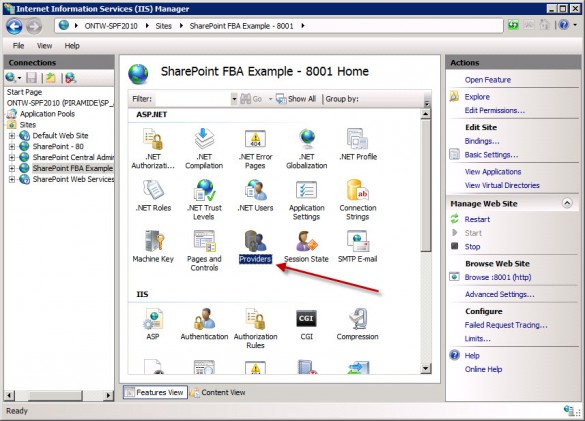 Internet Information Services (IIS) Manager
ONTW-SPF2010 ▸ Sites ▸ SharePoint FBA Example - 8001 ▸
File View Help
Connections
Start Page
ONTW-SPF2010 (PIRAMIDE\SP_
Application Pools
Sites
Default Web Site
SharePoint - 80
SharePoint Central Admin
SharePoint FBA Example
SharePoint Web Services
SharePoint FBA Example - 8001 Home
Filter: Go Show All Group by:
ASP.NET
.NET Authorizati...
.NET Compilation
.NET Error Pages
.NET Globalization
.NET Profile
.NET Roles
.NET Trust Levels
.NET Users
Application Settings
Connection Strings
Machine Key
Pages and Controls
Providers
Session State
SMTP E-mail
IIS
ASP
Authentication
Authorization Rules
CGI
Compression
Features View
Content View
Actions
Open Feature
Explore
Edit Permissions...
Edit Site
Bindings...
Basic Settings...
View Applications
View Virtual Directories
Manage Web Site
Restart
Start
Stop
Browse Web Site
Browse :8001 (http)
Advanced Settings...
Configure
Failed Request Tracing...
Limits...
Help
Online Help
Ready